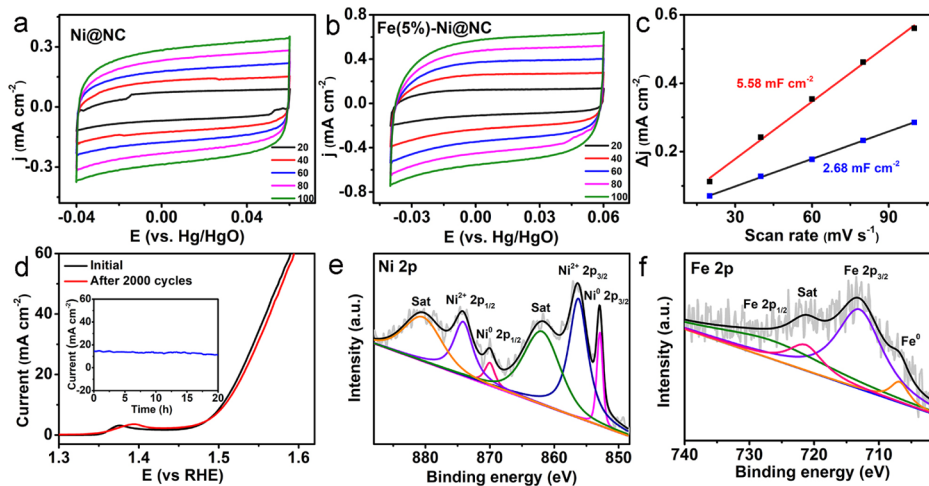 a
Ni@NC
0.3
0.0
-0.3
j (mA cm⁻²)
20
40
60
80
100
-0.04
0.00
0.04
E (vs. Hg/HgO)
b
Fe(5%)-Ni@NC
0.8
0.4
0.0
-0.4
-0.8
j (mA cm⁻²)
20
40
60
80
100
-0.04
0.00
0.03
0.06
E (vs. Hg/HgO)
c
0.6
0.4
0.2
Δj (mA cm⁻²)
5.58 mF cm⁻²
2.68 mF cm⁻²
30
60
90
Scan rate (mV s⁻¹)
d
60
40
20
0
Current (mA cm⁻²)
Initial
After 2000 cycles
60
40
20
0
-20
Current (mA cm⁻²)
0
5
10
15
20
Time (h)
1.3
1.4
1.5
1.6
E (vs RHE)
e
Ni 2p
Intensity (a.u.)
Sat
Ni²⁺ 2p₁/₂
Ni⁰ 2p₁/₂
Sat
Ni²⁺ 2p₃/₂
Ni⁰ 2p₃/₂
880
870
860
850
Binding energy (eV)
f
Fe 2p
Intensity (a.u.)
Fe 2p₁/₂
Sat
Fe 2p₃/₂
Fe⁰
740
730
720
710
Binding energy (eV)